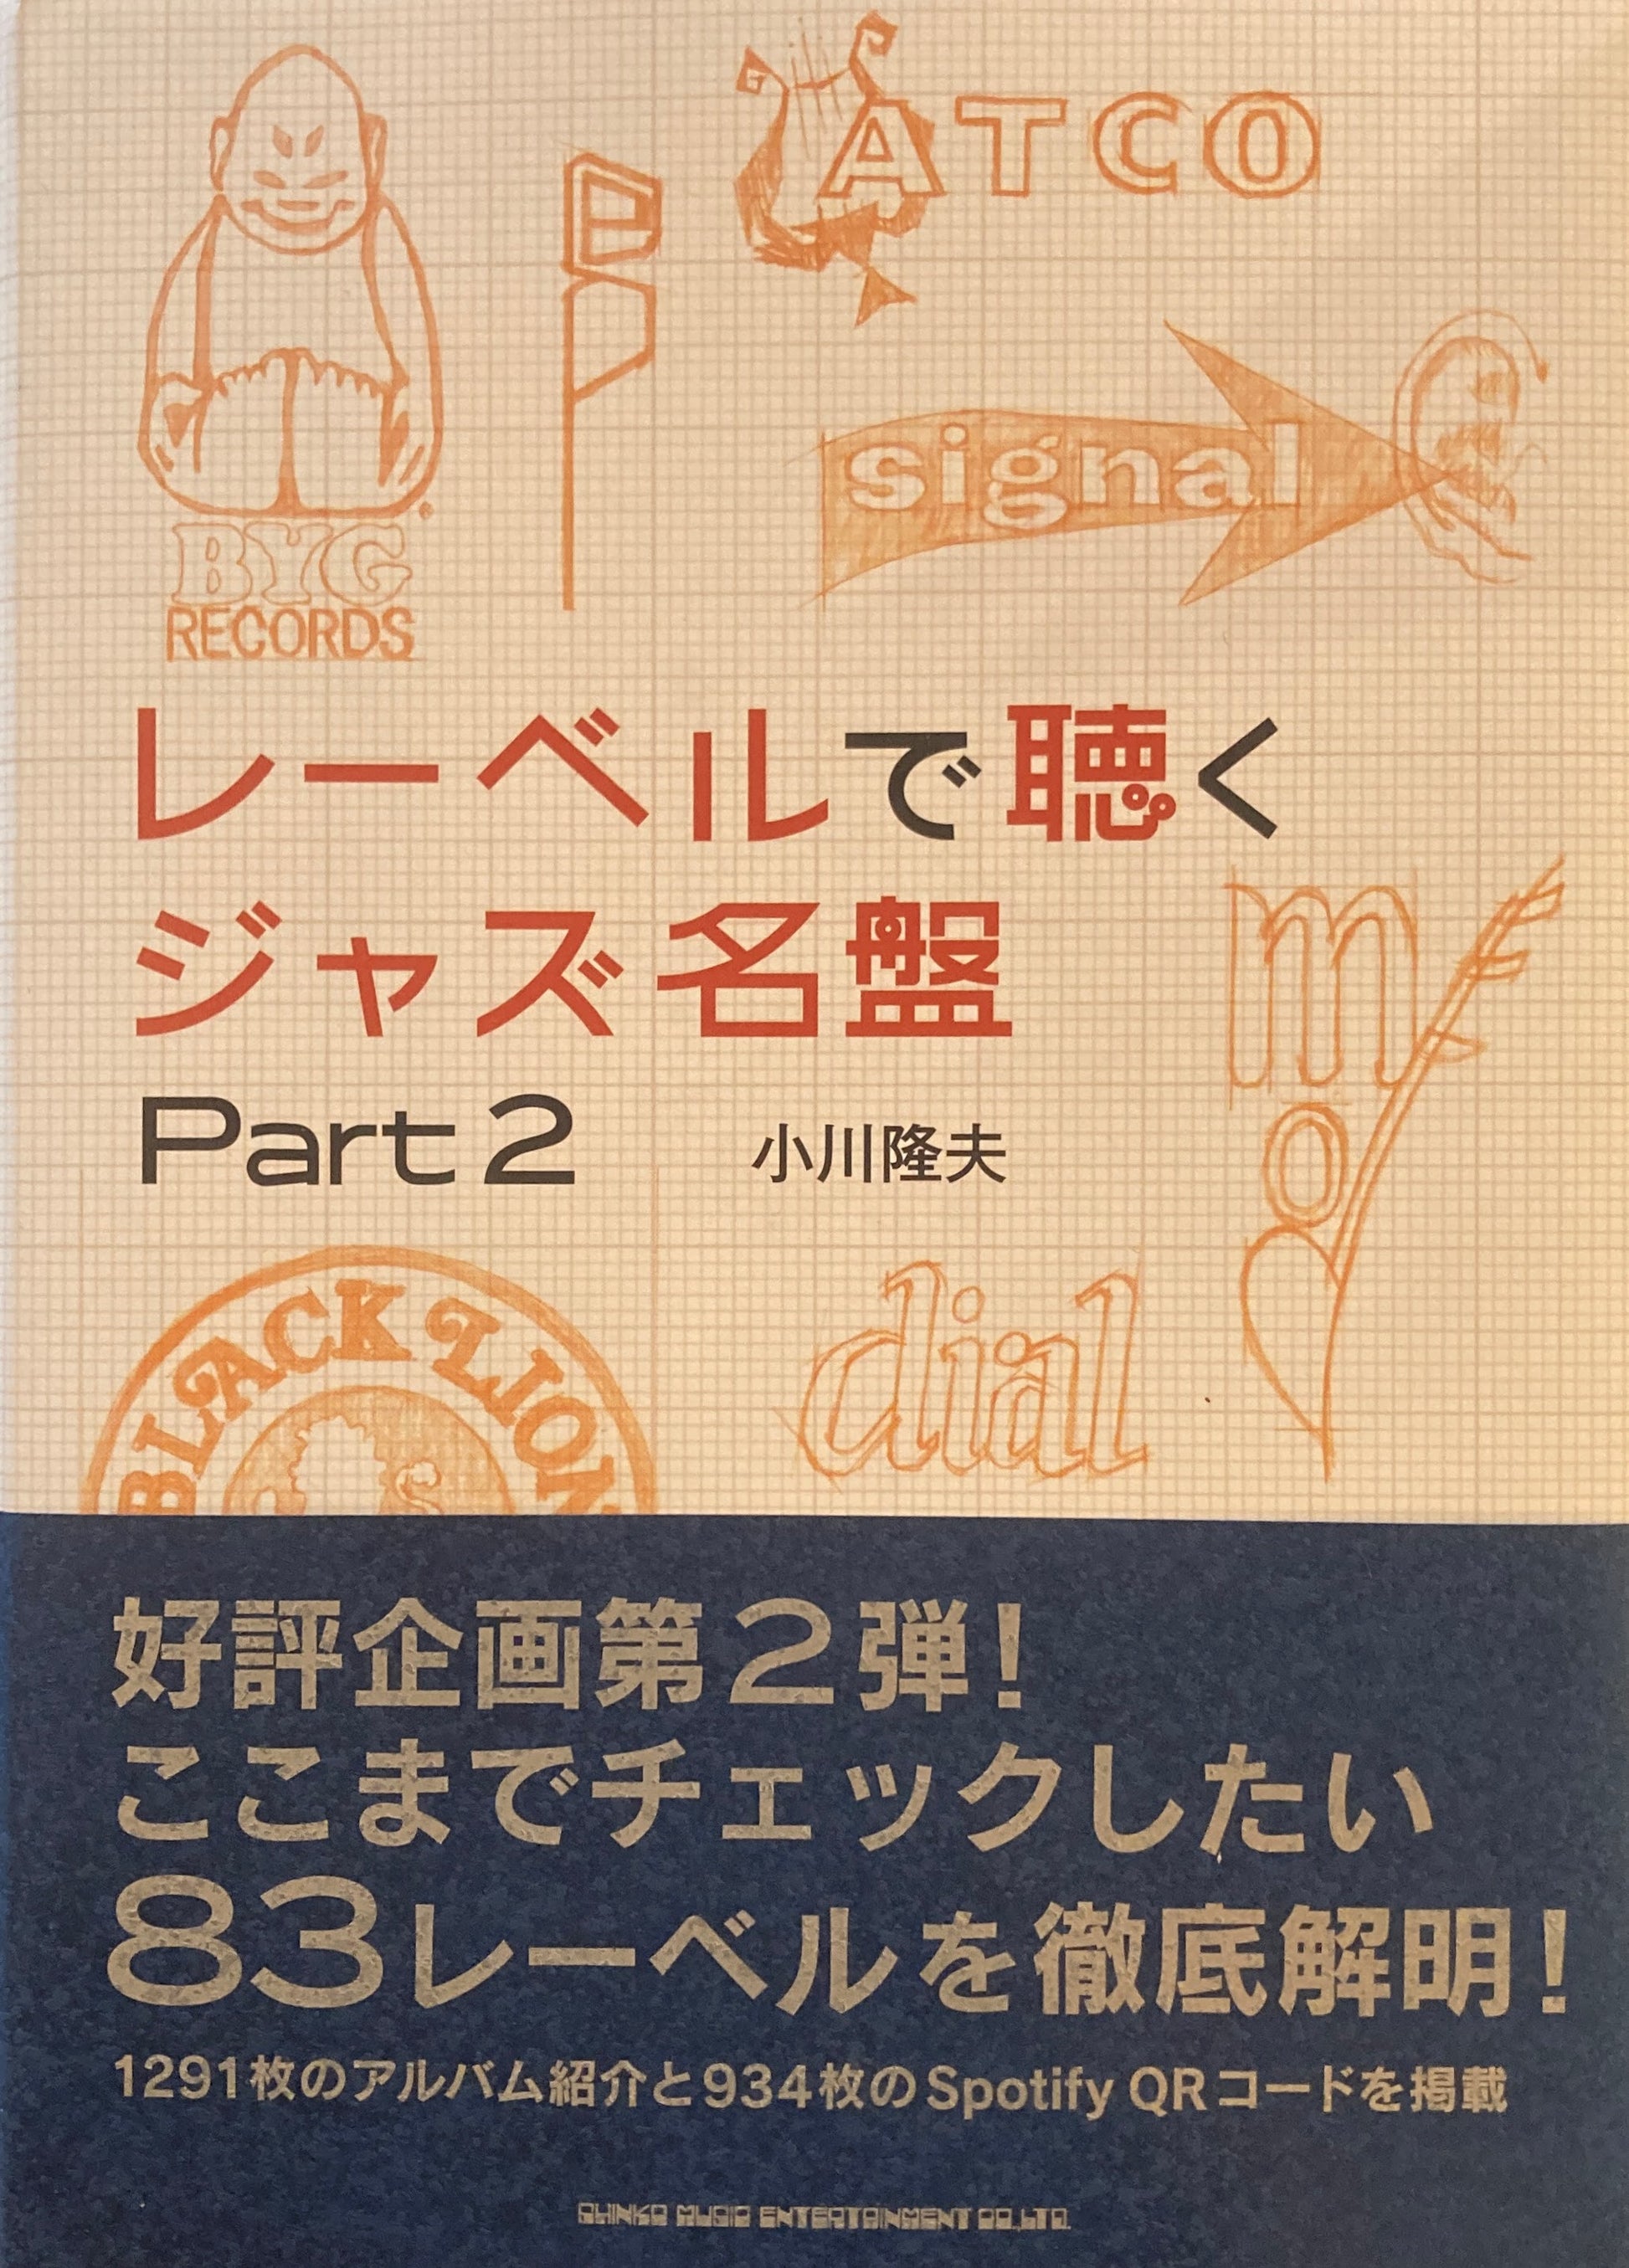 ATCO
signal
BYG
RECORDS
レーベルで聴く
ジャズ名盤
Part 2
小川隆夫
mod
dial
BLACK LION
好評企画第2弾！
ここまでチェックしたい
83レーベルを徹底解明！
1291枚のアルバム紹介と934枚のSpotify QRコードを掲載
SHINKO MUSIC ENTERTAINMENT CO.,LTD.